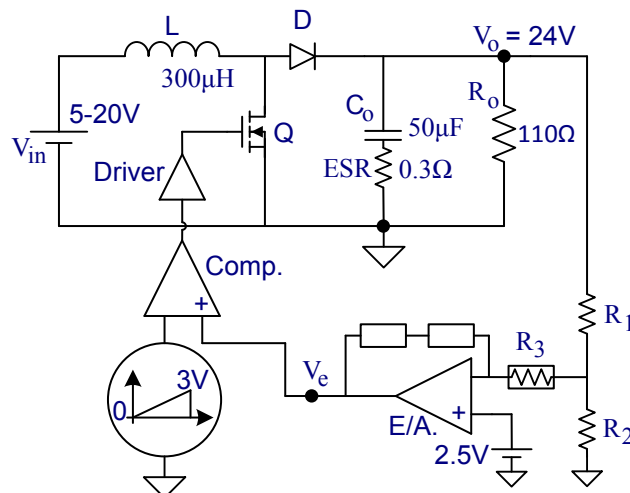 L
D
Vo = 24V
300μH
5-20V
Co
Ro
50μF
Vin
Q
110Ω
Driver
ESR
0.3Ω
Comp.
+
R1
3V
R3
Ve
0
+
E/A.
R2
2.5V